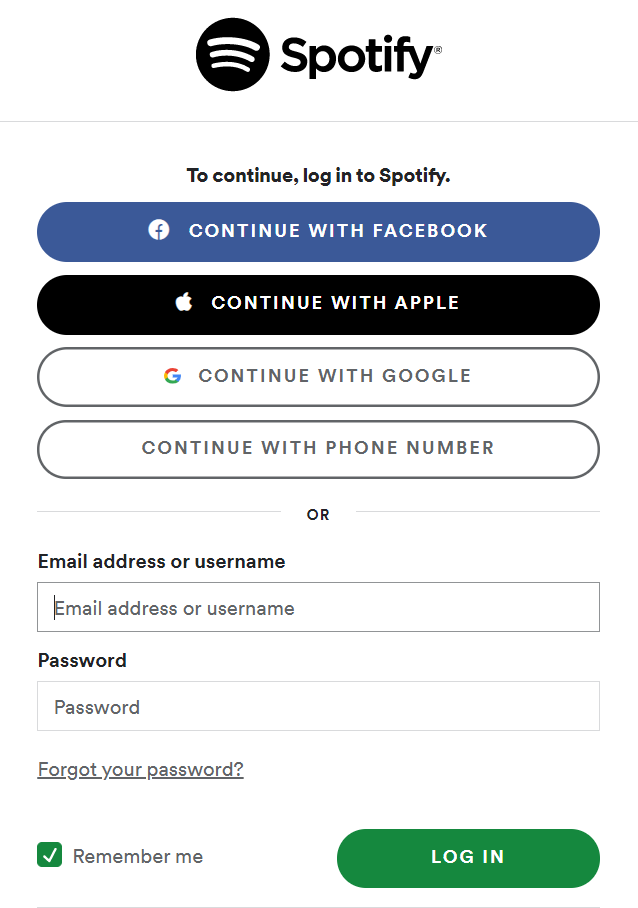 Spotify®
To continue, log in to Spotify.
CONTINUE WITH FACEBOOK
CONTINUE WITH APPLE
CONTINUE WITH GOOGLE
CONTINUE WITH PHONE NUMBER
OR
Email address or username
Email address or username
Password
Password
Forgot your password?
Remember me
LOG IN